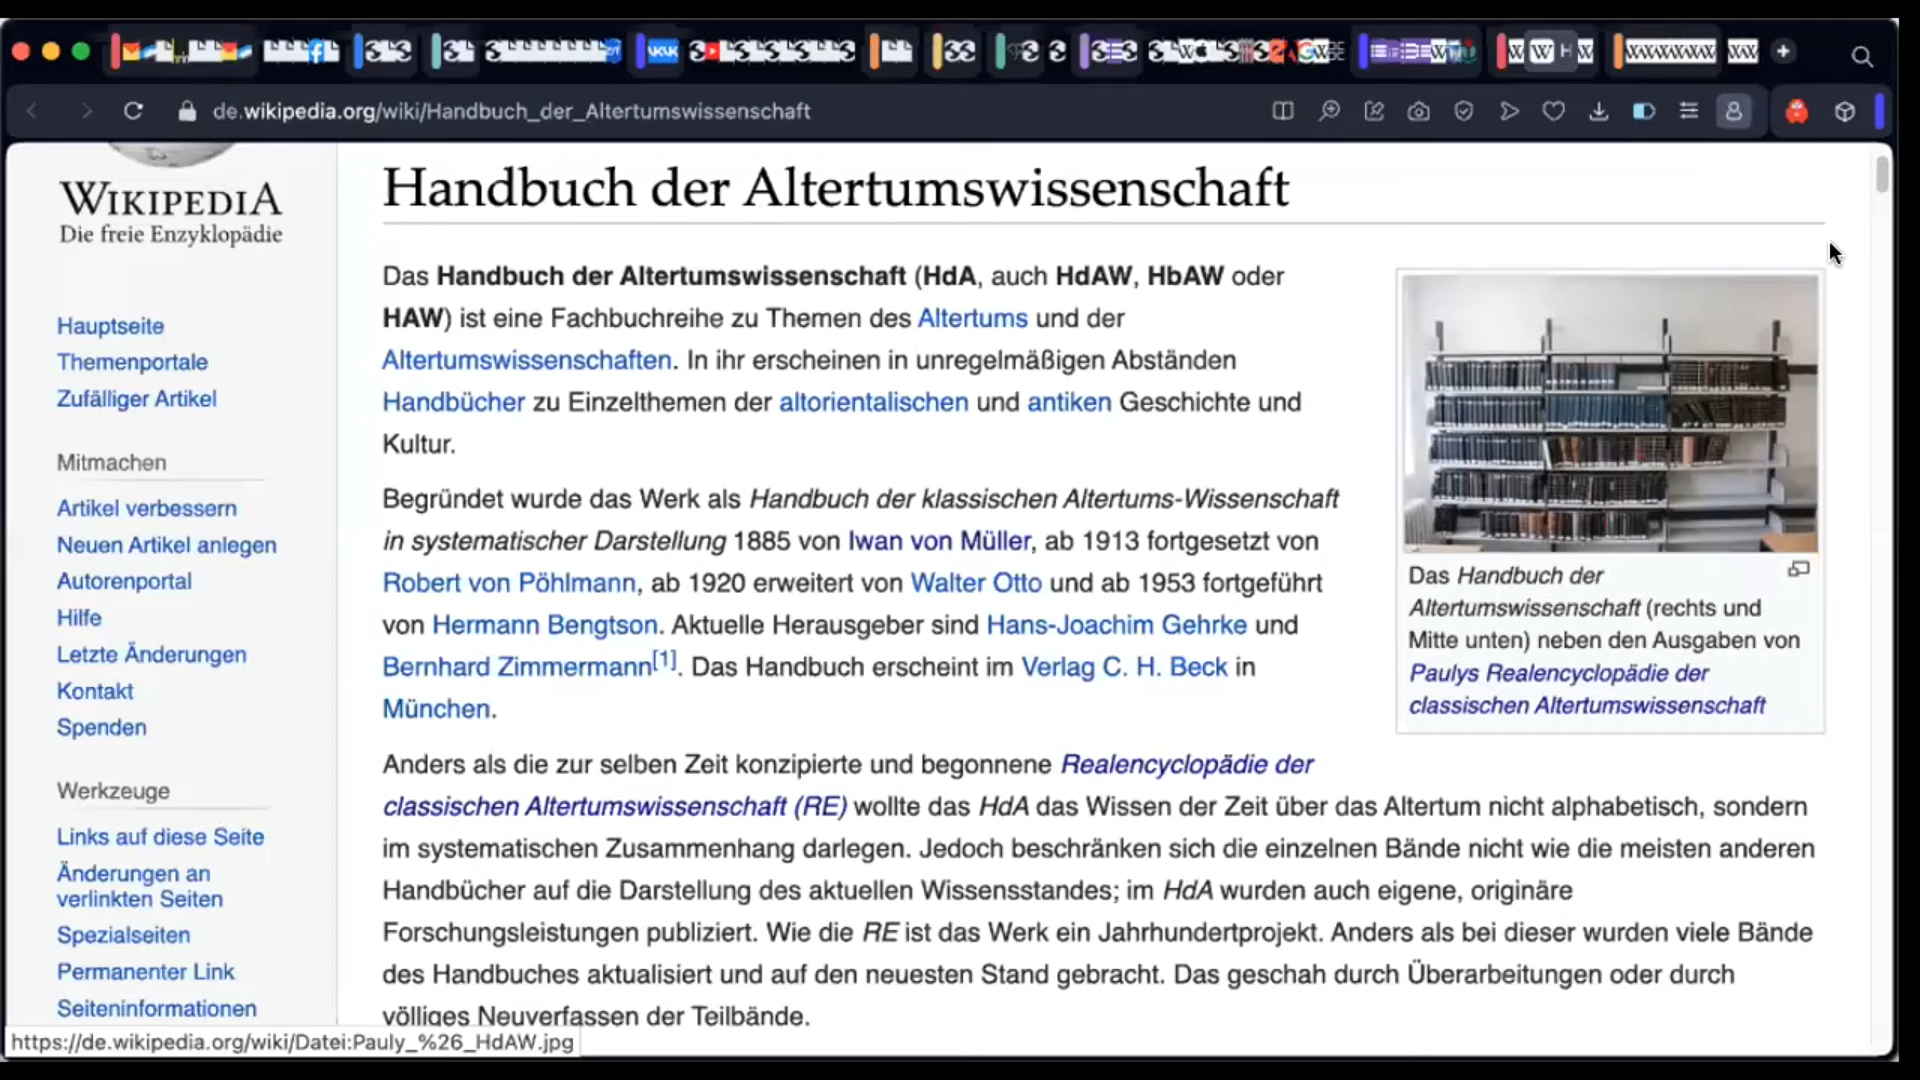 de.wikipedia.org/wiki/Handbuch_der_Altertumswissenschaft
WIKIPEDIA
Die freie Enzyklopädie
Hauptseite
Themenportale
Zufälliger Artikel
Mitmachen
Artikel verbessern
Neuen Artikel anlegen
Autorenportal
Hilfe
Letzte Änderungen
Kontakt
Spenden
Werkzeuge
Links auf diese Seite
Änderungen an
verlinkten Seiten
Spezialseiten
Permanenter Link
Seiteninformationen
Handbuch der Altertumswissenschaft
Das Handbuch der Altertumswissenschaft (HdA, auch HdAW, HbAW oder
HAW) ist eine Fachbuchreihe zu Themen des Altertums und der
Altertumswissenschaften. In ihr erscheinen in unregelmäßigen Abständen
Handbücher zu Einzelthemen der altorientalischen und antiken Geschichte und
Kultur.
Begründet wurde das Werk als Handbuch der klassischen Altertums-Wissenschaft
in systematischer Darstellung 1885 von Iwan von Müller, ab 1913 fortgesetzt von
Robert von Pöhlmann, ab 1920 erweitert von Walter Otto und ab 1953 fortgeführt
von Hermann Bengtson. Aktuelle Herausgeber sind Hans-Joachim Gehrke und
Bernhard Zimmermann[1]. Das Handbuch erscheint im Verlag C. H. Beck in
München.
Das Handbuch der
Altertumswissenschaft (rechts und
Mitte unten) neben den Ausgaben von
Paulys Realencyclopädie der
classischen Altertumswissenschaft
Anders als die zur selben Zeit konzipierte und begonnene Realencyclopädie der
classischen Altertumswissenschaft (RE) wollte das HdA das Wissen der Zeit über das Altertum nicht alphabetisch, sondern
im systematischen Zusammenhang darlegen. Jedoch beschränken sich die einzelnen Bände nicht wie die meisten anderen
Handbücher auf die Darstellung des aktuellen Wissensstandes; im HdA wurden auch eigene, originäre
Forschungsleistungen publiziert. Wie die RE ist das Werk ein Jahrhundertprojekt. Anders als bei dieser wurden viele Bände
des Handbuches aktualisiert und auf den neuesten Stand gebracht. Das geschah durch Überarbeitungen oder durch
völliges Neuverfassen der Teilbände.
https://de.wikipedia.org/wiki/Datei:Pauly_%26_HdAW.jpg